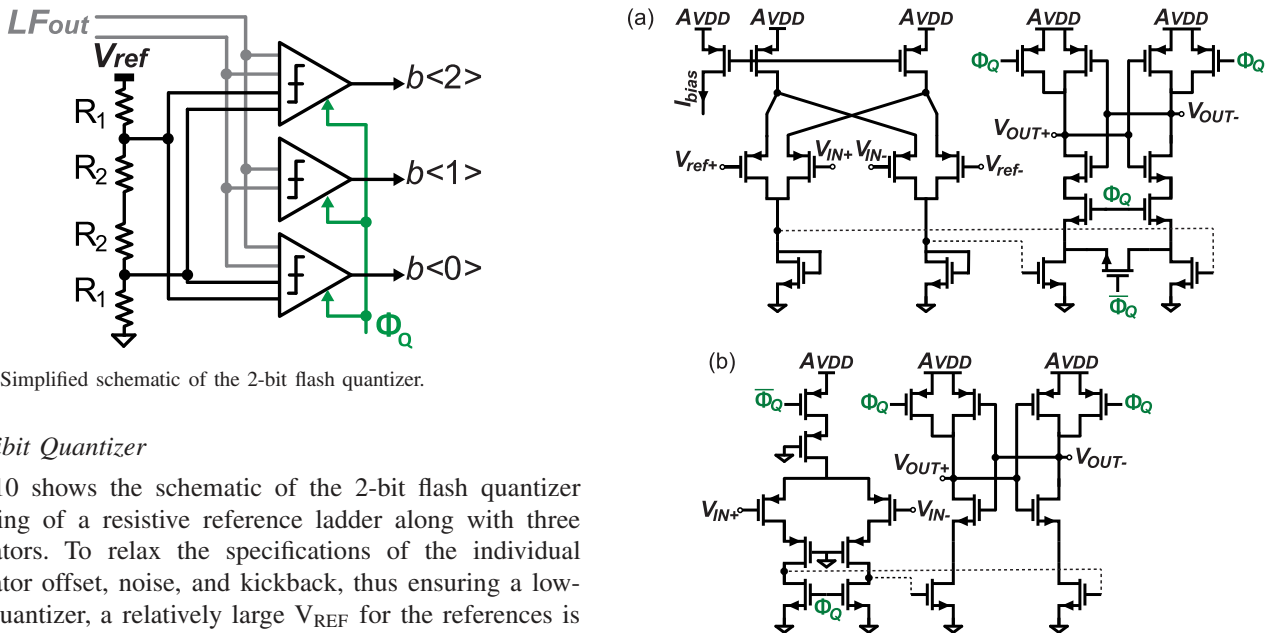 LFout
Vref
R1
R2
R2
R1
b<2>
b<1>
b<0>
ΦQ
Simplified schematic of the 2-bit flash quantizer.
ibit Quantizer
10 shows the schematic of the 2-bit flash quantizer
ing of a resistive reference ladder along with three
ators. To relax the specifications of the individual
ator offset, noise, and kickback, thus ensuring a low-
uantizer, a relatively large VREF for the references is
(a)
AVDD AVDD AVDD AVDD AVDD
ΦQ ΦQ
Ibias
VOUT+ VOUT-
Vref+ VIN+ VIN- Vref-
ΦQ
Φ̅Q
(b)
AVDD AVDD AVDD
Φ̅Q ΦQ ΦQ
VOUT+ VOUT-
VIN+ VIN-
ΦQ